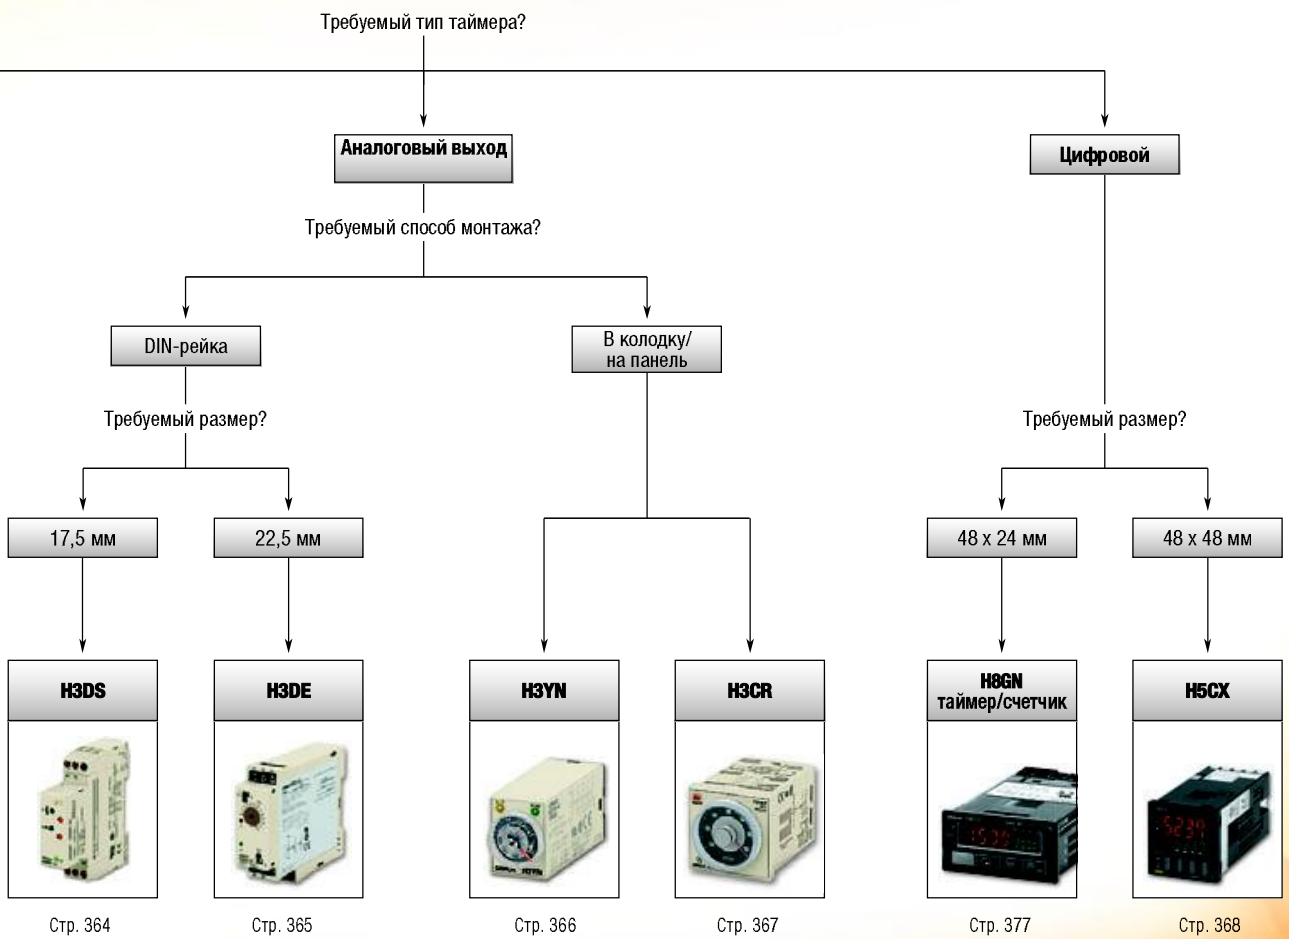 Требуемый тип таймера?
Аналоговый выход
Цифровой
Требуемый способ монтажа?
DIN-рейка
В колодку/
на панель
Требуемый размер?
Требуемый размер?
17,5 мм
22,5 мм
48 x 24 мм
48 x 48 мм
H3DS
H3DE
H3YN
H3CR
H8GN
таймер/счетчик
H5CX
Стр. 364
Стр. 365
Стр. 366
Стр. 367
Стр. 377
Стр. 368